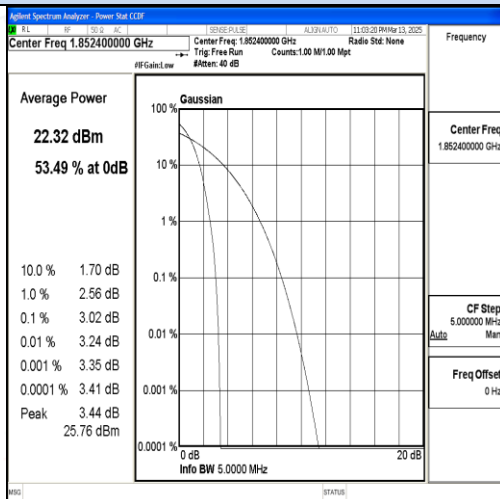 Agilent Spectrum Analyzer - Power Stat CCDF
RL RF 50 Ω AC SENSE:PULSE ALIGN AUTO 11:03:20 PM Mar 13, 2025
Center Freq 1.852400000 GHz
Center Freq: 1.852400000 GHz Radio Std: None
Trig: Free Run Counts:1.00 M/1.00 Mpt
#IFGain:Low #Atten: 40 dB
Frequency
Average Power
22.32 dBm
53.49 % at 0dB
10.0 % 1.70 dB
1.0 % 2.56 dB
0.1 % 3.02 dB
0.01 % 3.24 dB
0.001 % 3.35 dB
0.0001 % 3.41 dB
Peak 3.44 dB
25.76 dBm
Gaussian
100 %
10 %
1 %
0.1 %
0.01 %
0.001 %
0.0001 %
0 dB 20 dB
Info BW 5.0000 MHz
Center Freq
1.852400000 GHz
CF Step
5.000000 MHz
Auto Man
Freq Offset
0 Hz
MSG STATUS